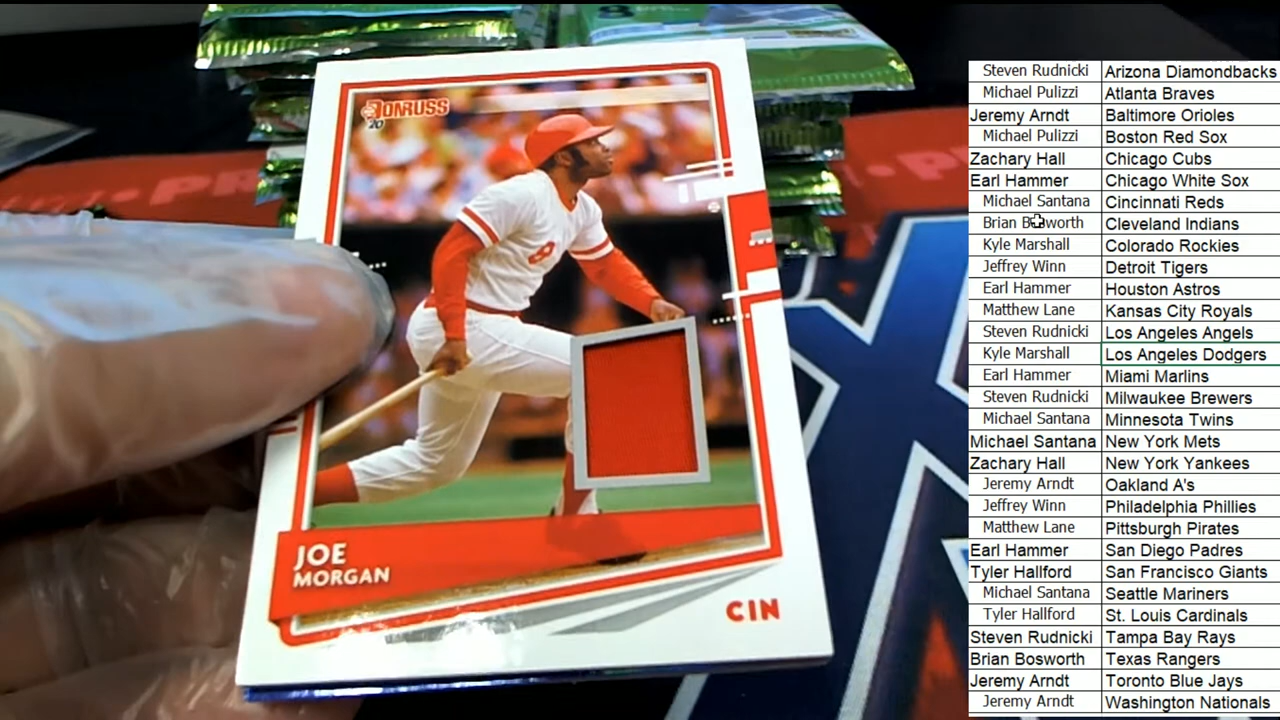 DONRUSS
'20
8
JOE
MORGAN
CIN
Steven Rudnicki Arizona Diamondbacks
Michael Pulizzi Atlanta Braves
Jeremy Arndt Baltimore Orioles
Michael Pulizzi Boston Red Sox
Zachary Hall Chicago Cubs
Earl Hammer Chicago White Sox
Michael Santana Cincinnati Reds
Brian Bosworth Cleveland Indians
Kyle Marshall Colorado Rockies
Jeffrey Winn Detroit Tigers
Earl Hammer Houston Astros
Matthew Lane Kansas City Royals
Steven Rudnicki Los Angeles Angels
Kyle Marshall Los Angeles Dodgers
Earl Hammer Miami Marlins
Steven Rudnicki Milwaukee Brewers
Michael Santana Minnesota Twins
Michael Santana New York Mets
Zachary Hall New York Yankees
Jeremy Arndt Oakland A's
Jeffrey Winn Philadelphia Phillies
Matthew Lane Pittsburgh Pirates
Earl Hammer San Diego Padres
Tyler Hallford San Francisco Giants
Michael Santana Seattle Mariners
Tyler Hallford St. Louis Cardinals
Steven Rudnicki Tampa Bay Rays
Brian Bosworth Texas Rangers
Jeremy Arndt Toronto Blue Jays
Jeremy Arndt Washington Nationals